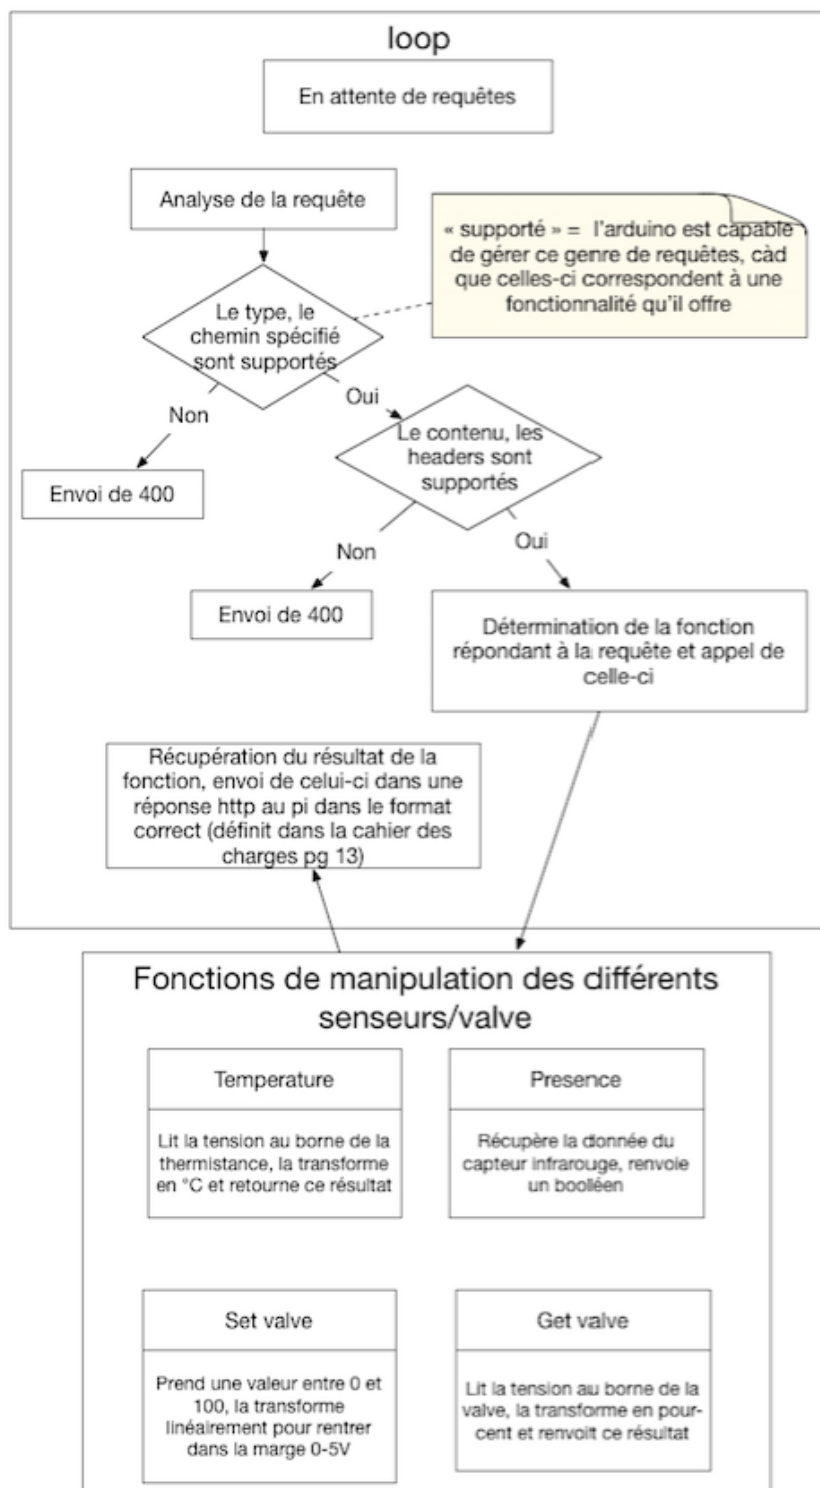 loop
En attente de requêtes
Analyse de la requête
« supporté » = l'arduino est capable
de gérer ce genre de requêtes, càd
que celles-ci correspondent à une
fonctionnalité qu'il offre
Le type, le
chemin spécifié
sont supportés
Non
Oui
Envoi de 400
Le contenu, les
headers sont
supportés
Non
Oui
Envoi de 400
Détermination de la fonction
répondant à la requête et appel de
celle-ci
Récupération du résultat de la
fonction, envoi de celui-ci dans une
réponse http au pi dans le format
correct (définit dans la cahier des
charges pg 13)
Fonctions de manipulation des différents
senseurs/valve
Temperature
Lit la tension au borne de la
thermistance, la transforme
en °C et retourne ce résultat
Presence
Récupère la donnée du
capteur infrarouge, renvoie
un boolléen
Set valve
Prend une valeur entre 0 et
100, la transforme
linéairement pour rentrer
dans la marge 0-5V
Get valve
Lit la tension au borne de la
valve, la transforme en pour-
cent et renvoit ce résultat